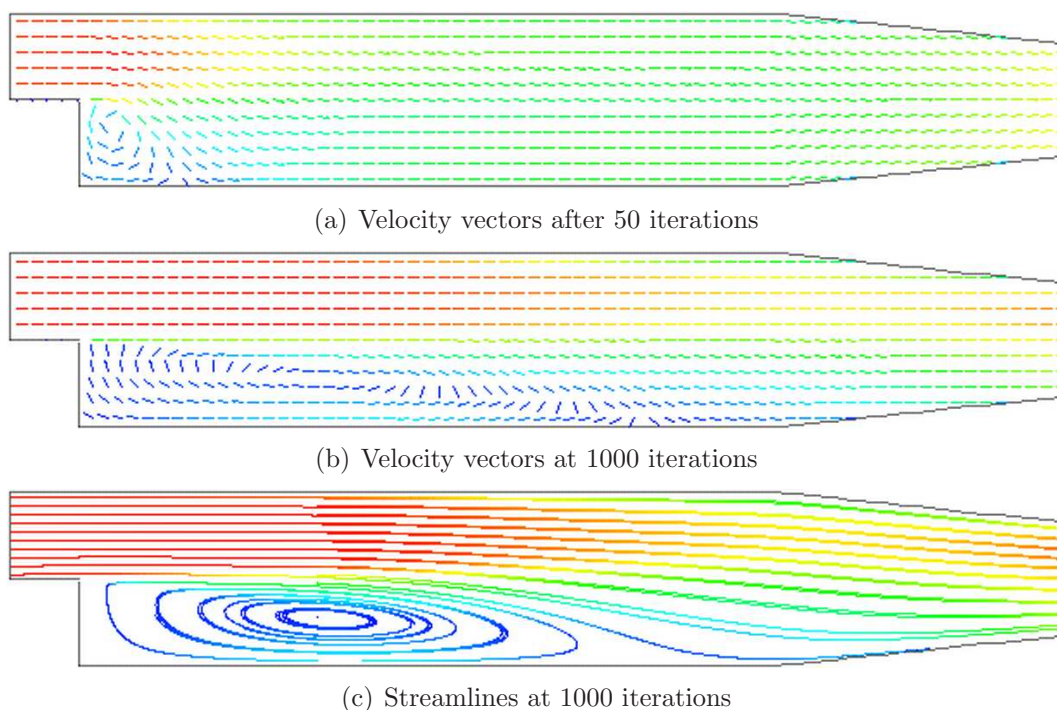 (a) Velocity vectors after 50 iterations
(b) Velocity vectors at 1000 iterations
(c) Streamlines at 1000 iterations